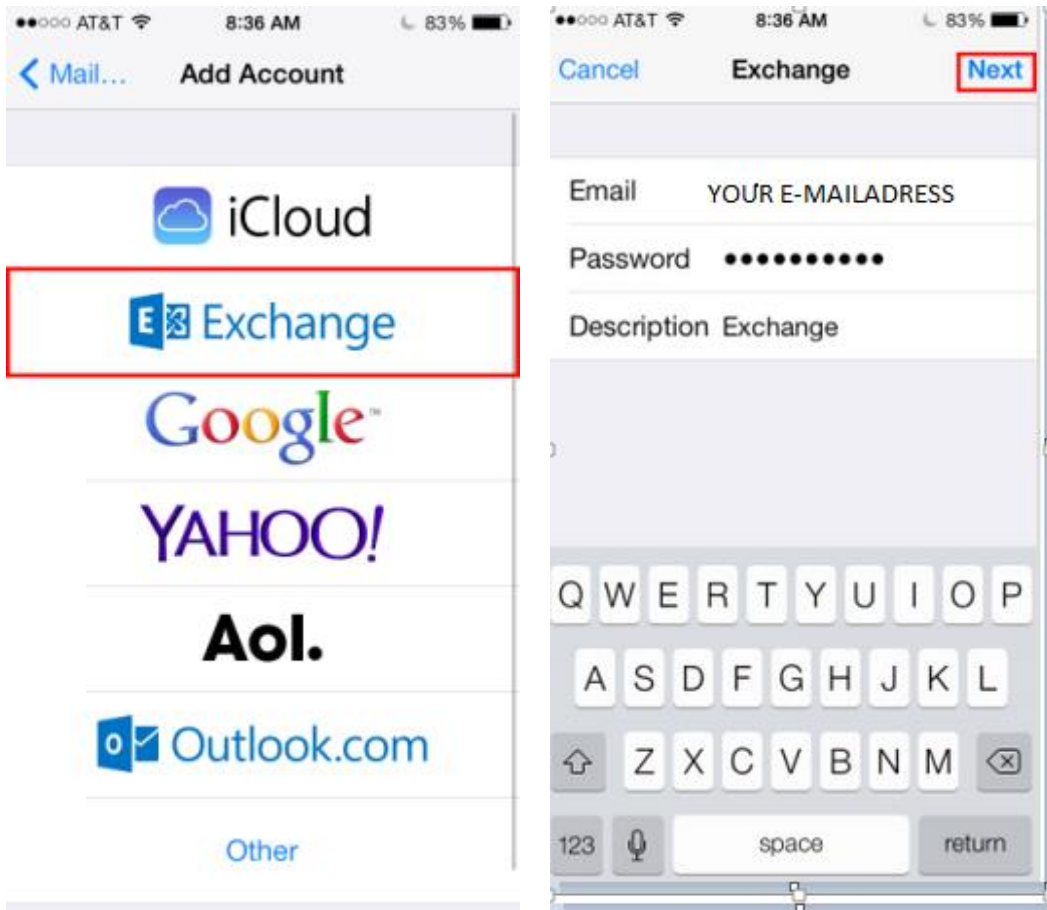 AT&T 8:36 AM 83%
Mail... Add Account
iCloud
E Exchange
Google™
YAHOO!
Aol.
o Outlook.com
Other
AT&T 8:36 AM 83%
Cancel Exchange Next
Email YOUR E-MAILADRESS
Password ••••••••••
Description Exchange
Q W E R T Y U I O P
A S D F G H J K L
Z X C V B N M
123 space return